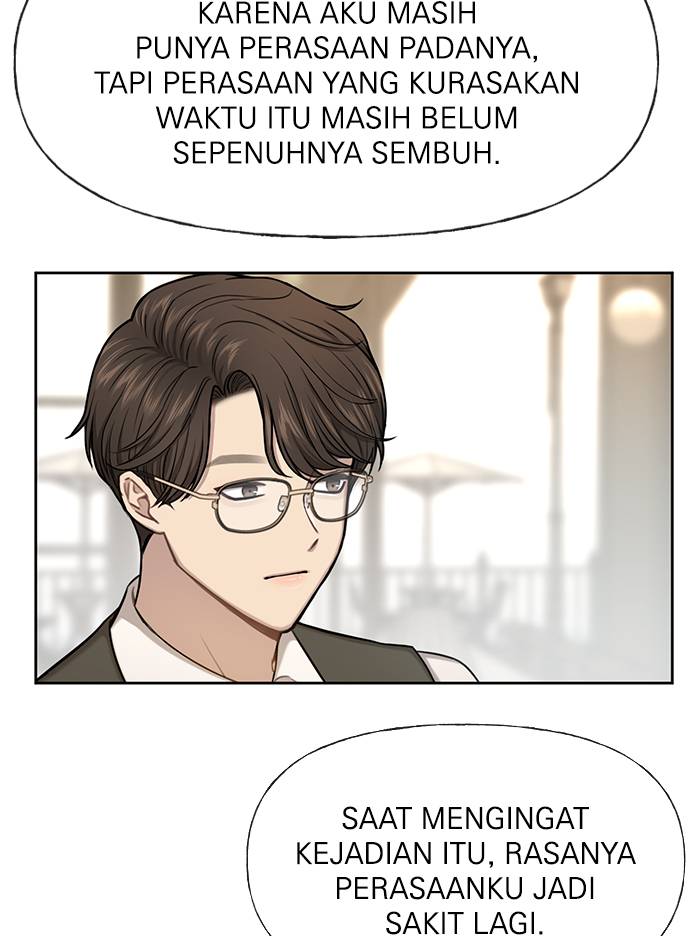 KARENA AKU MASIH
PUNYA PERASAAN PADANYA,
TAPI PERASAAN YANG KURASAKAN
WAKTU ITU MASIH BELUM
SEPENUHNYA SEMBUH.
SAAT MENGINGAT
KEJADIAN ITU, RASANYA
PERASAANKU JADI
SAKIT LAGI.